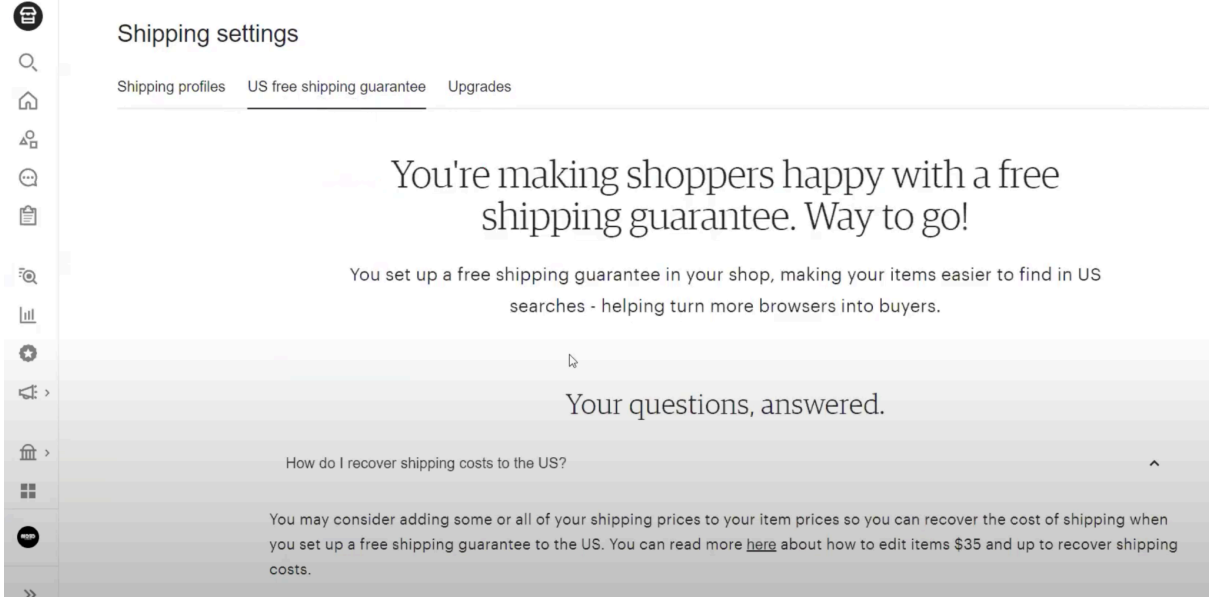 Shipping settings
Shipping profiles US free shipping guarantee Upgrades
You're making shoppers happy with a free
shipping guarantee. Way to go!
You set up a free shipping guarantee in your shop, making your items easier to find in US
searches - helping turn more browsers into buyers.
Your questions, answered.
How do I recover shipping costs to the US?
You may consider adding some or all of your shipping prices to your item prices so you can recover the cost of shipping when
you set up a free shipping guarantee to the US. You can read more here about how to edit items $35 and up to recover shipping
costs.